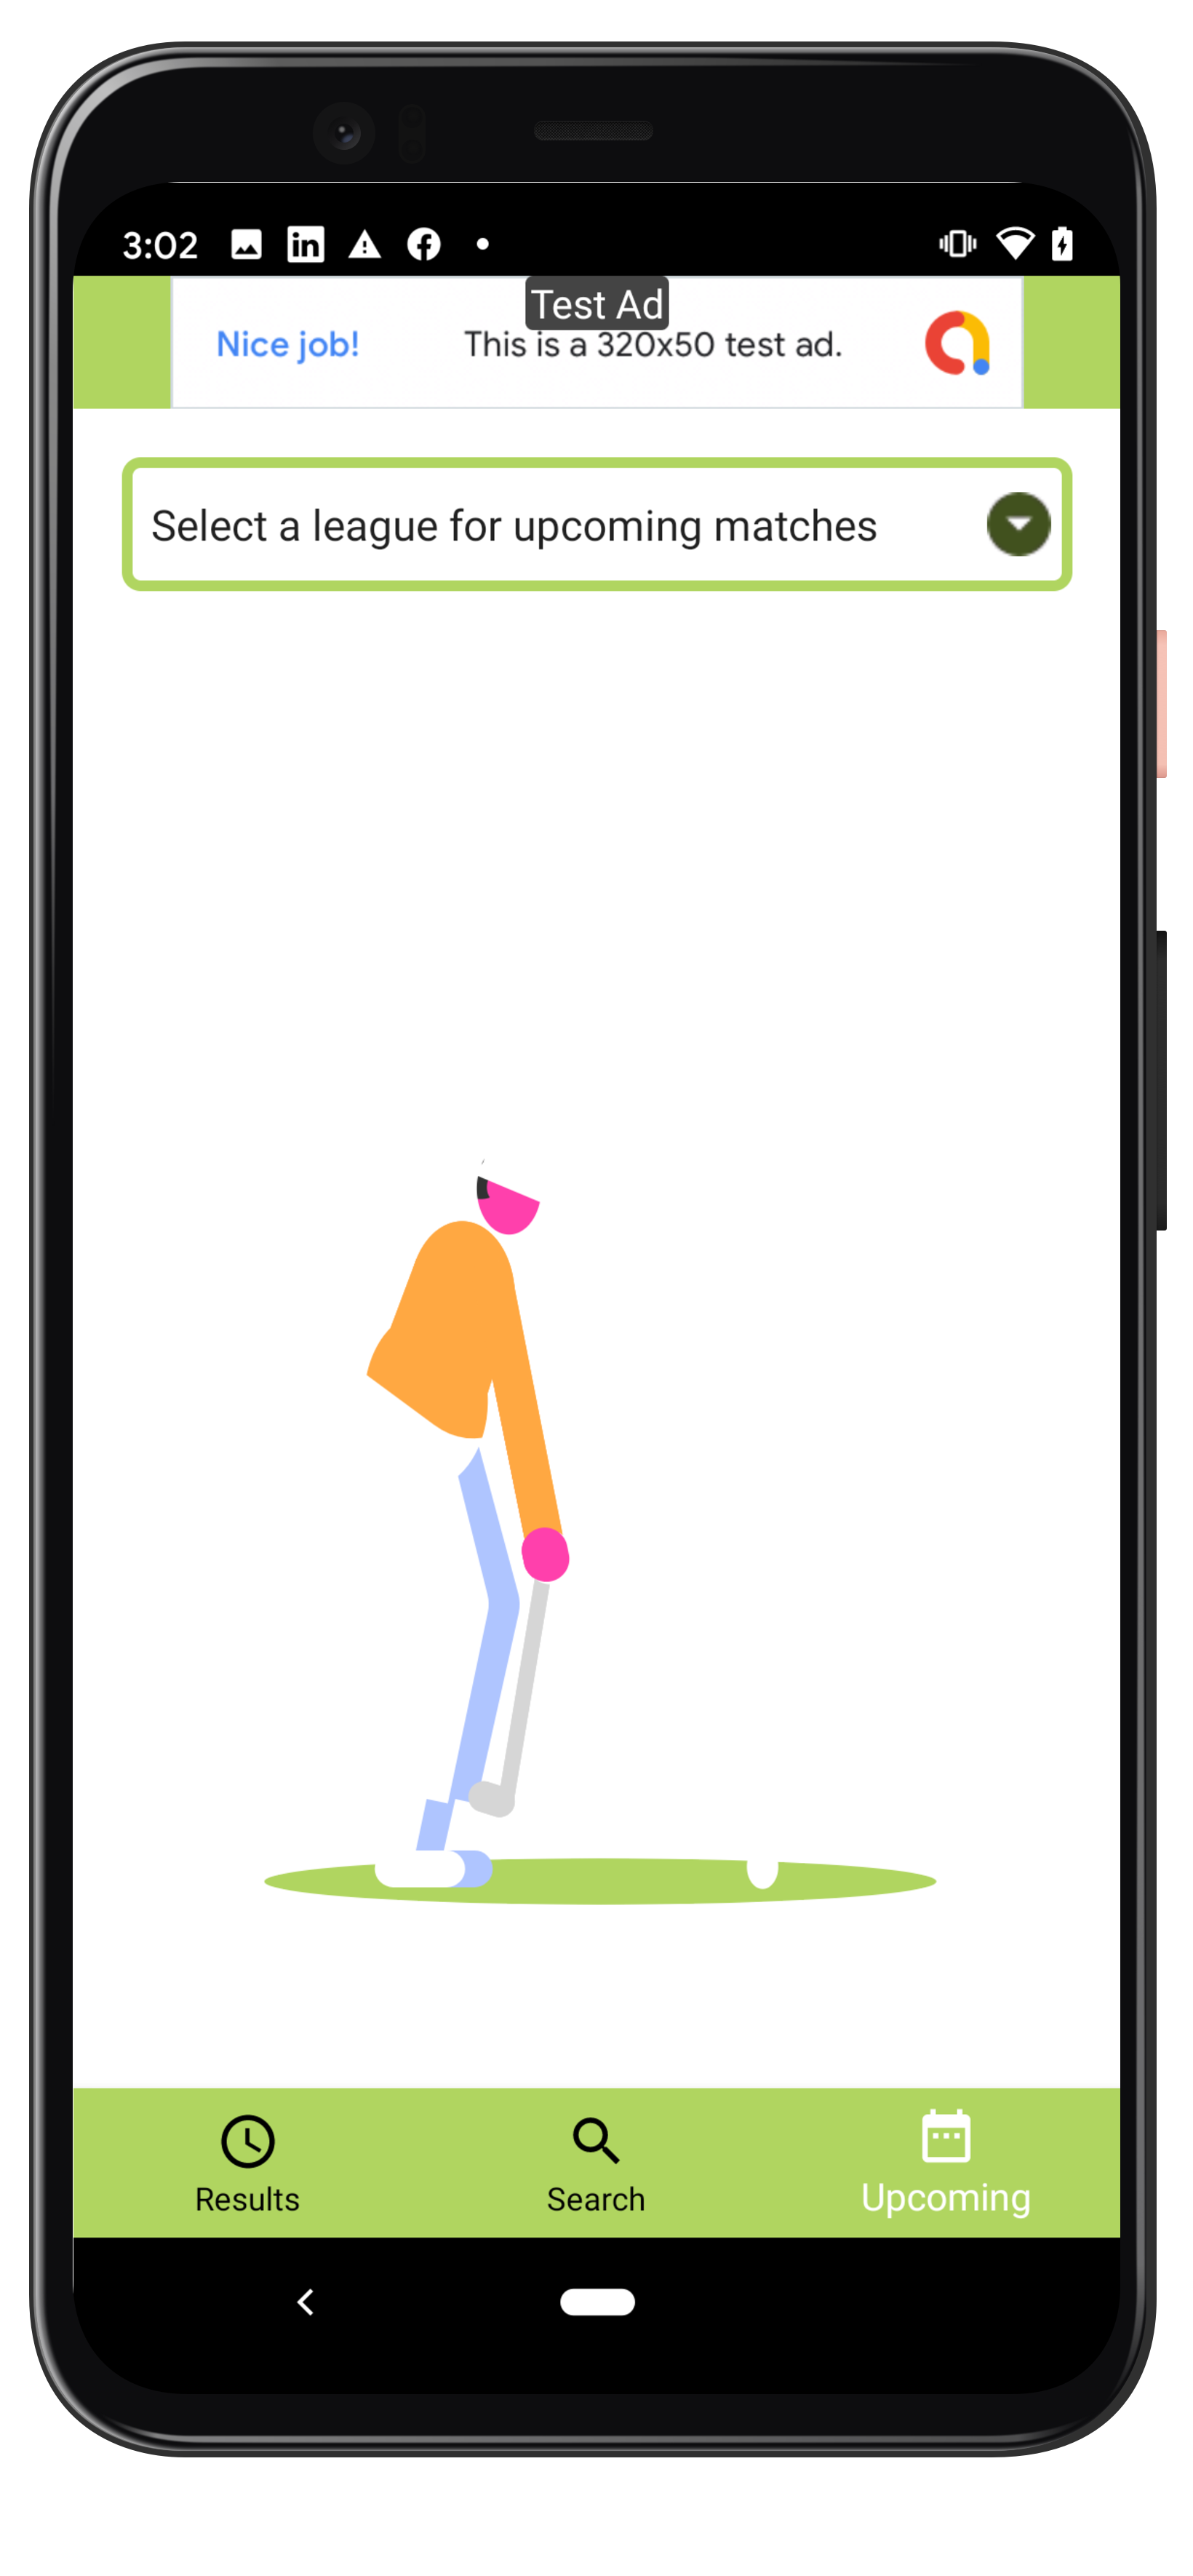 3:02
Test Ad
Nice job! This is a 320x50 test ad.
Select a league for upcoming matches
Results Search Upcoming